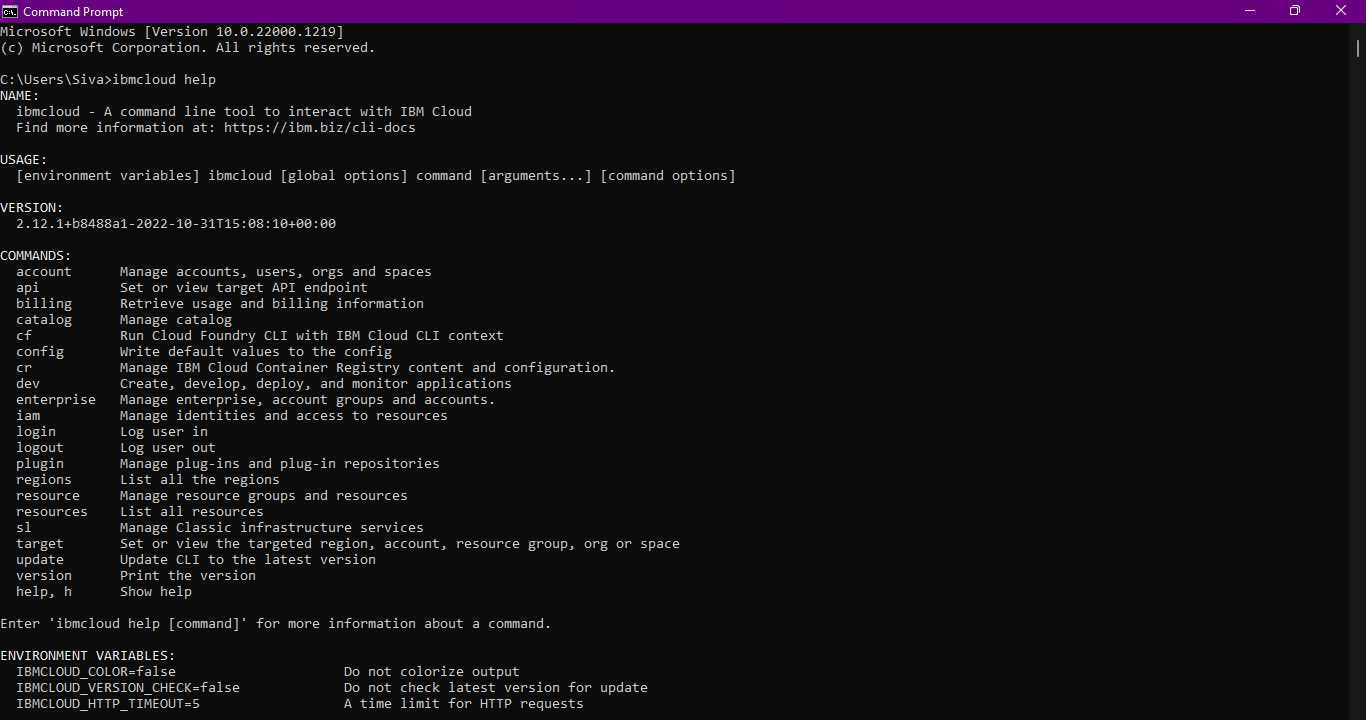 Command Prompt
Microsoft Windows [Version 10.0.22000.1219]
(c) Microsoft Corporation. All rights reserved.
C:\Users\Siva>ibmcloud help
NAME:
  ibmcloud - A command line tool to interact with IBM Cloud
  Find more information at: https://ibm.biz/cli-docs
USAGE:
  [environment variables] ibmcloud [global options] command [arguments...] [command options]
VERSION:
  2.12.1+b8488a1-2022-10-31T15:08:10+00:00
COMMANDS:
  account      Manage accounts, users, orgs and spaces
  api          Set or view target API endpoint
  billing      Retrieve usage and billing information
  catalog      Manage catalog
  cf           Run Cloud Foundry CLI with IBM Cloud CLI context
  config       Write default values to the config
  cr           Manage IBM Cloud Container Registry content and configuration.
  dev          Create, develop, deploy, and monitor applications
  enterprise   Manage enterprise, account groups and accounts.
  iam          Manage identities and access to resources
  login        Log user in
  logout       Log user out
  plugin       Manage plug-ins and plug-in repositories
  regions      List all the regions
  resource     Manage resource groups and resources
  resources    List all resources
  sl           Manage Classic infrastructure services
  target       Set or view the targeted region, account, resource group, org or space
  update       Update CLI to the latest version
  version      Print the version
  help, h      Show help
Enter 'ibmcloud help [command]' for more information about a command.
ENVIRONMENT VARIABLES:
  IBMCLOUD_COLOR=false                     Do not colorize output
  IBMCLOUD_VERSION_CHECK=false             Do not check latest version for update
  IBMCLOUD_HTTP_TIMEOUT=5                  A time limit for HTTP requests